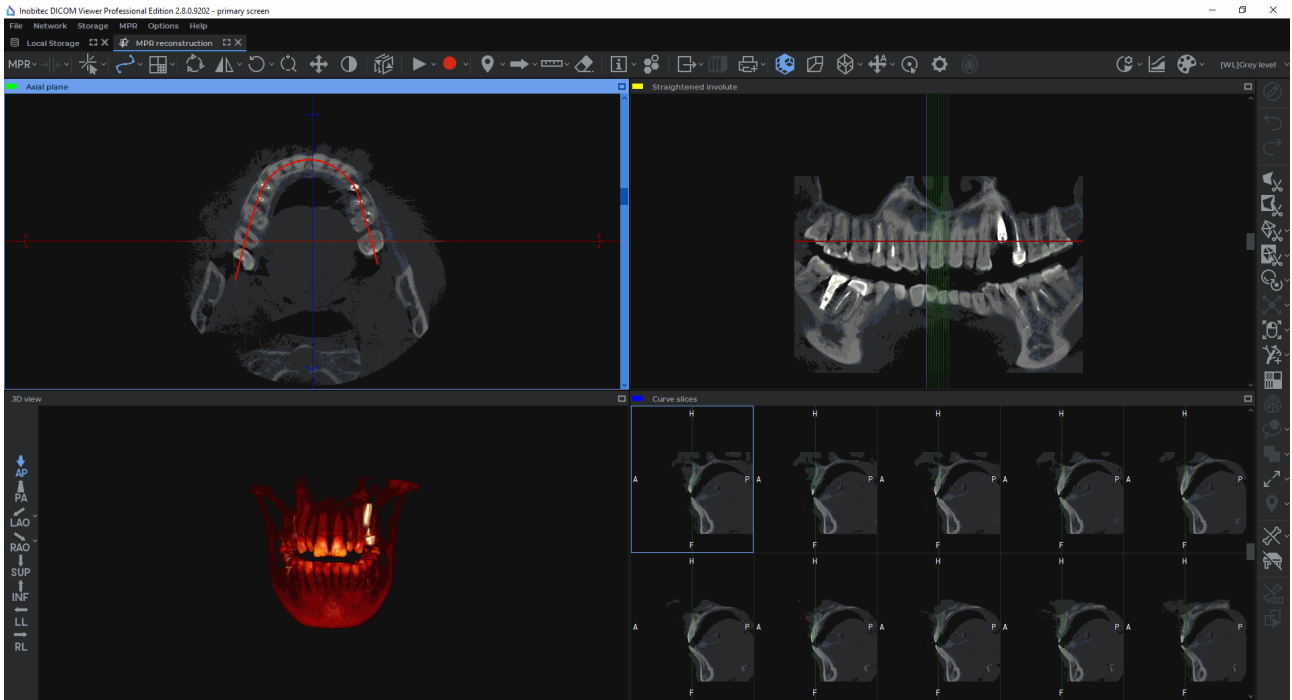 Inobitec DICOM Viewer Professional Edition 2.8.0.9202 - primary screen
File Network Storage MPR Options Help
Local Storage MPR reconstruction
MPR [WL]Grey level
Axial plane
Straightened involute
3D view
AP
PA
LAO
RAO
SUP
INF
LL
RL
Curve slices
H H H H H
A P A P A P A P A P
F F F F F
H H H H H
A P A P A P A P A P
F F F F F